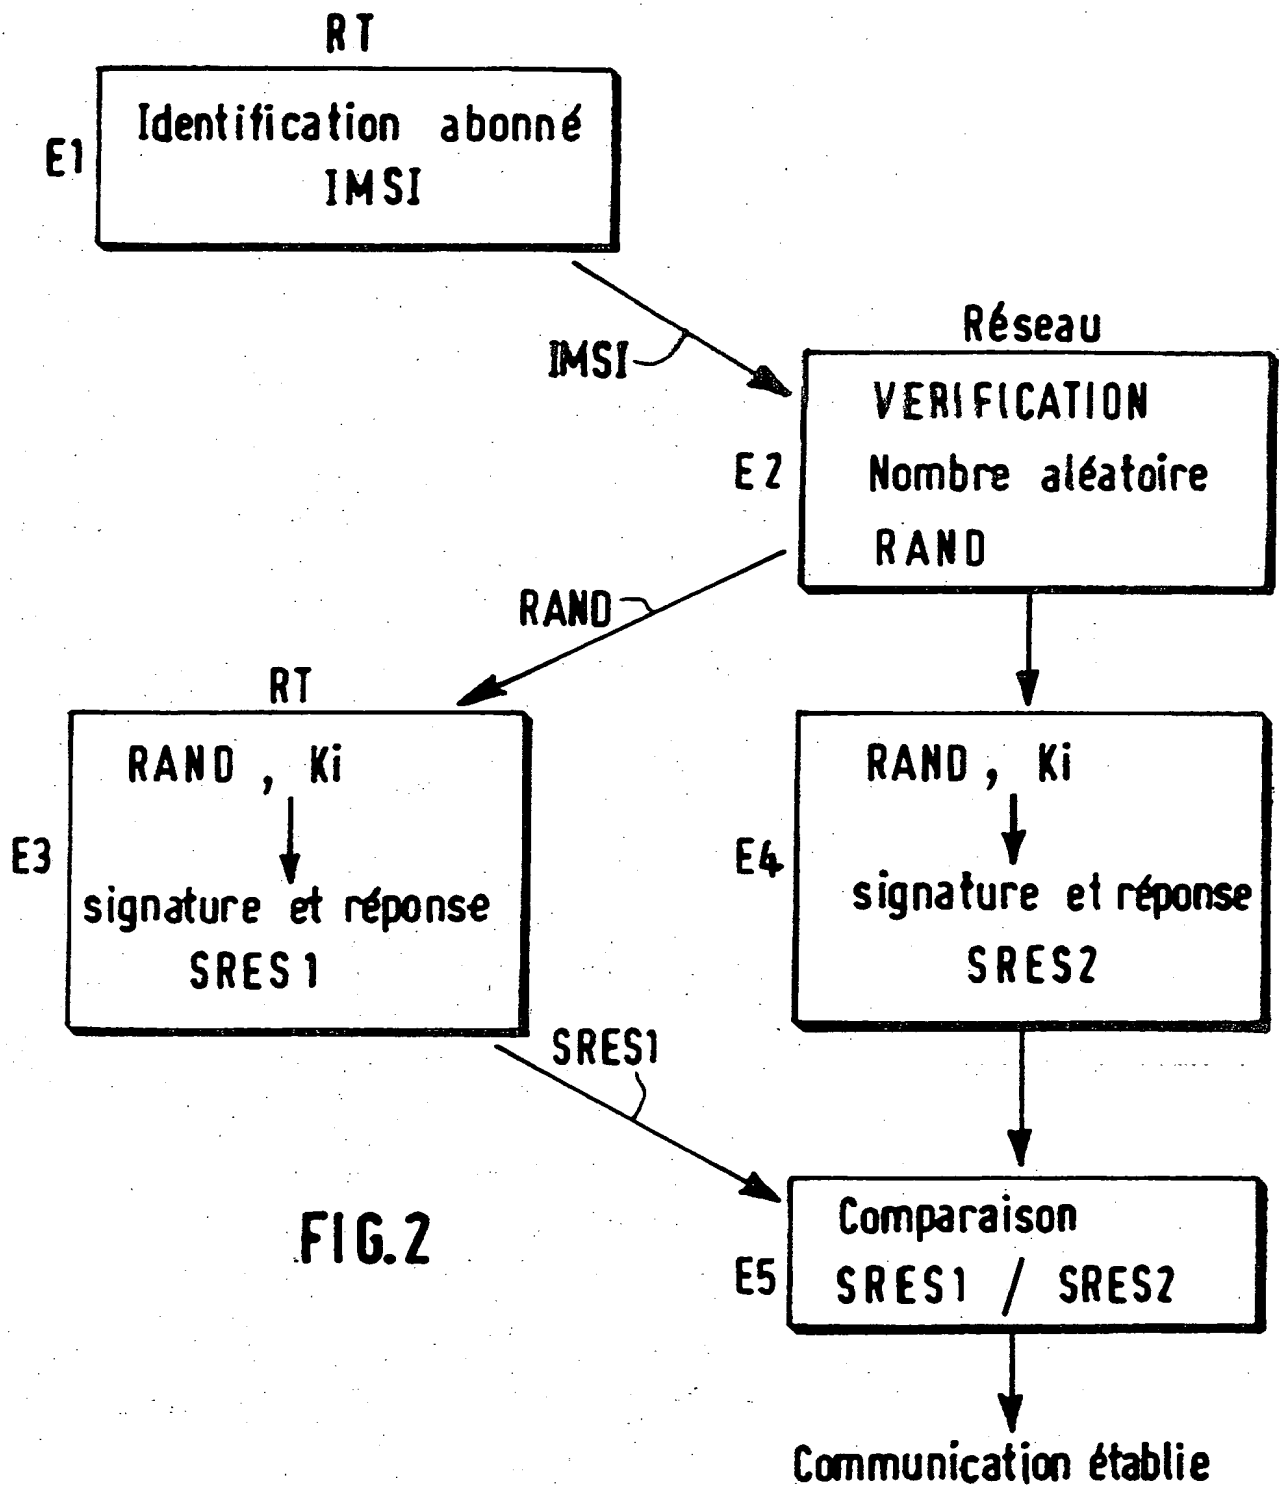 RT
E1
Identification abonné
IMSI
IMSI
Réseau
E2
VERIFICATION
Nombre aléatoire
RAND
RAND
RT
E3
RAND , Ki
signature et réponse
SRES1
E4
RAND, Ki
signature et réponse
SRES2
SRES1
E5
Comparaison
SRES1 / SRES2
FIG.2
Communication établie